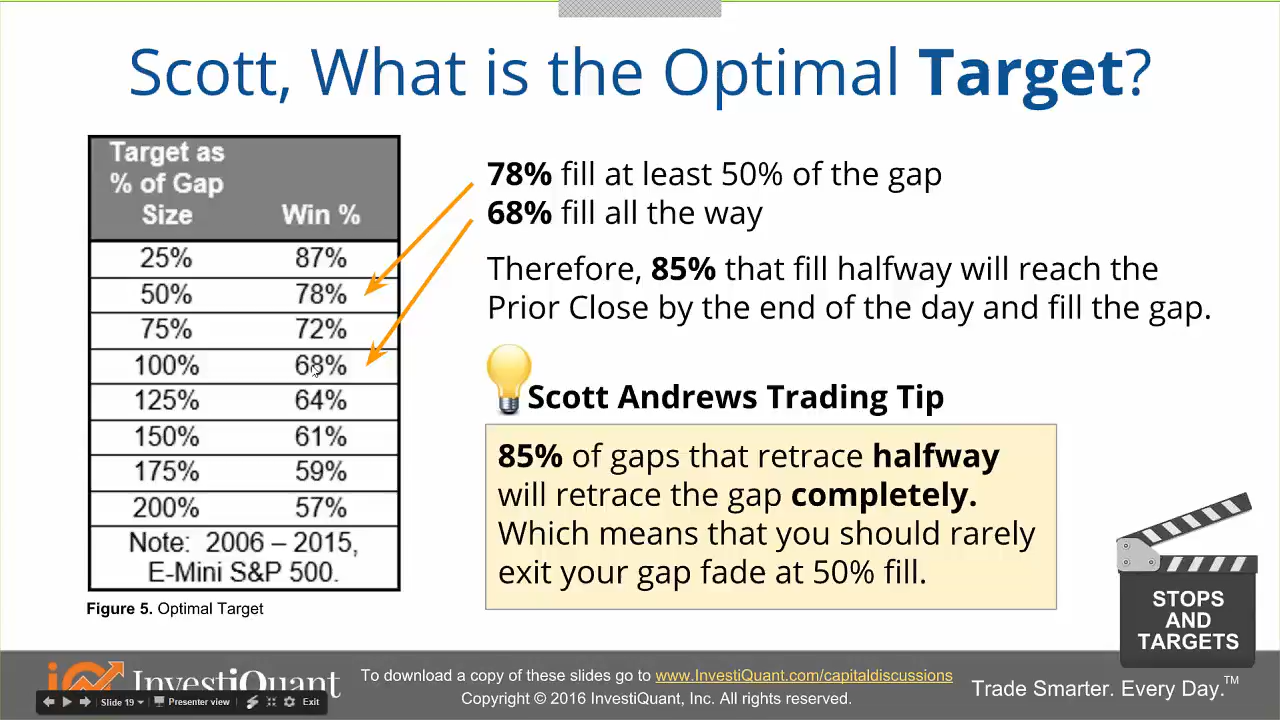 Scott, What is the Optimal Target?
Target as
% of Gap
Size Win %
25% 87%
50% 78%
75% 72%
100% 68%
125% 64%
150% 61%
175% 59%
200% 57%
Note: 2006 – 2015,
E-Mini S&P 500.
Figure 5. Optimal Target
78% fill at least 50% of the gap
68% fill all the way
Therefore, 85% that fill halfway will reach the
Prior Close by the end of the day and fill the gap.
Scott Andrews Trading Tip
85% of gaps that retrace halfway
will retrace the gap completely.
Which means that you should rarely
exit your gap fade at 50% fill.
STOPS
AND
TARGETS
InvestiQuant
To download a copy of these slides go to www.InvestiQuant.com/capitaldiscussions
Copyright © 2016 InvestiQuant, Inc. All rights reserved.
Trade Smarter. Every Day.™
Slide 19 Presenter view Exit